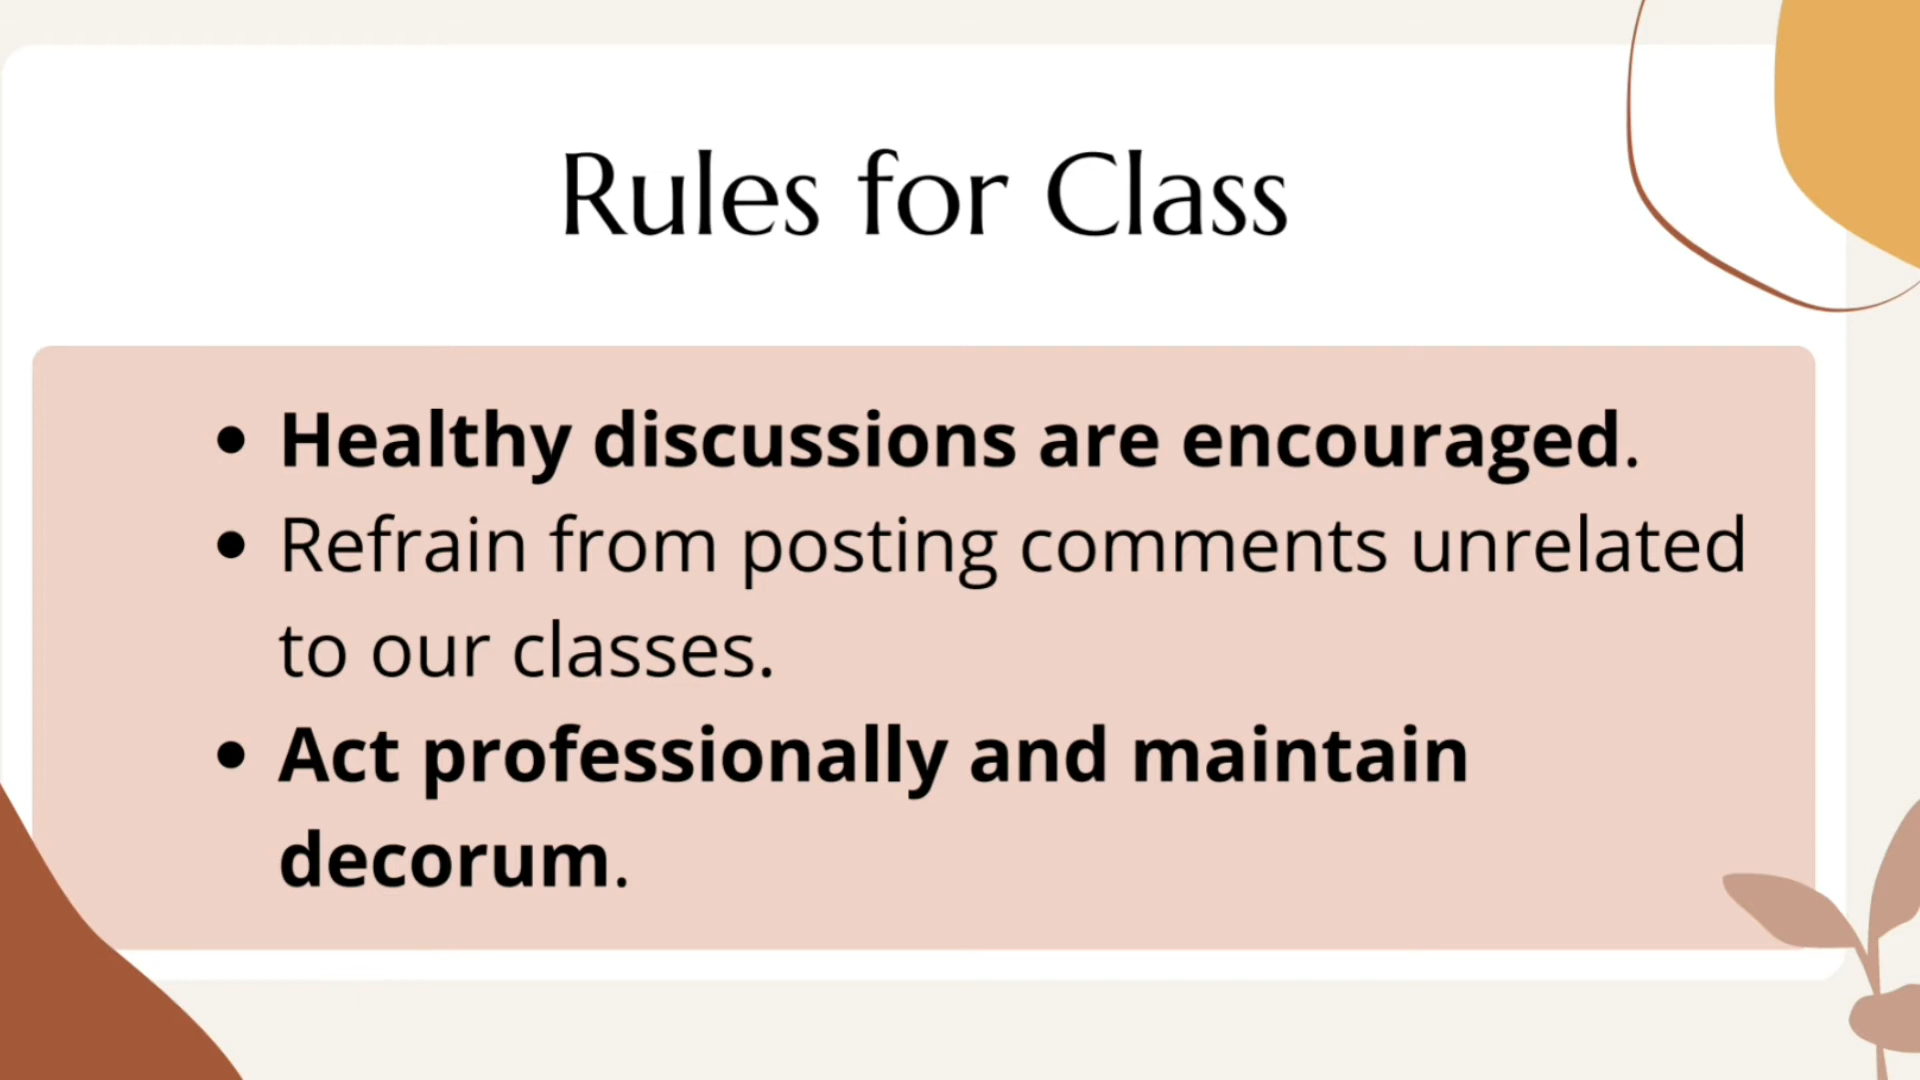 Rules for Class
• Healthy discussions are encouraged.
• Refrain from posting comments unrelated
to our classes.
• Act professionally and maintain
decorum.